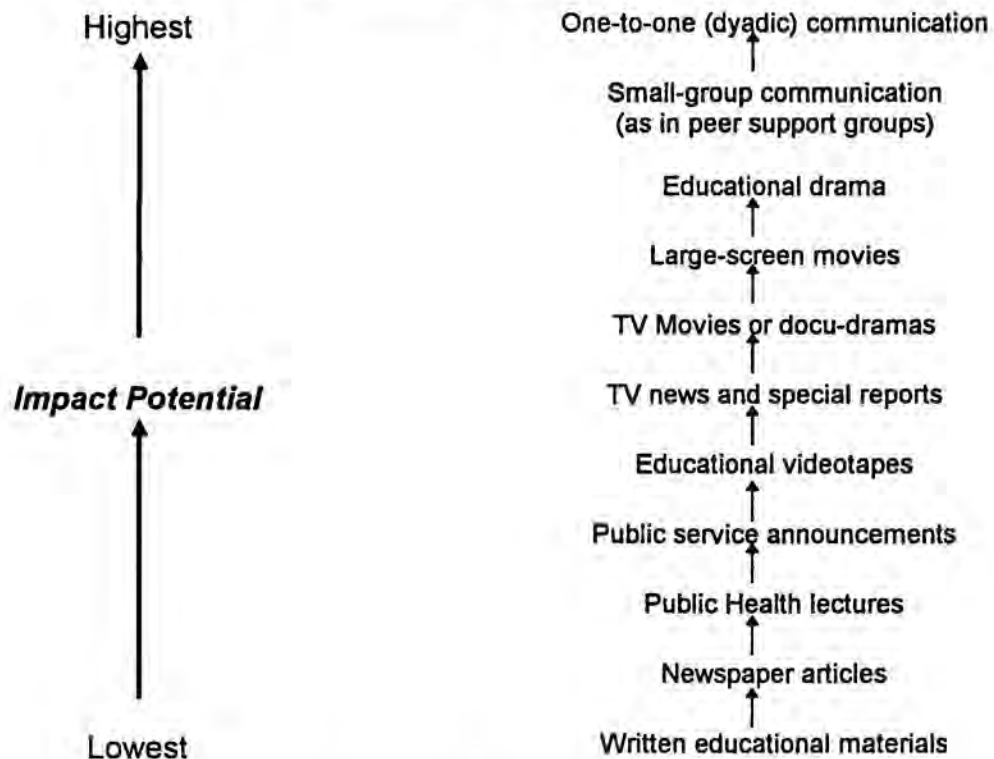 Highest
One-to-one (dyadic) communication
Small-group communication
(as in peer support groups)
Educational drama
Large-screen movies
TV Movies or docu-dramas
Impact Potential
TV news and special reports
Educational videotapes
Public service announcements
Public Health lectures
Newspaper articles
Lowest
Written educational materials